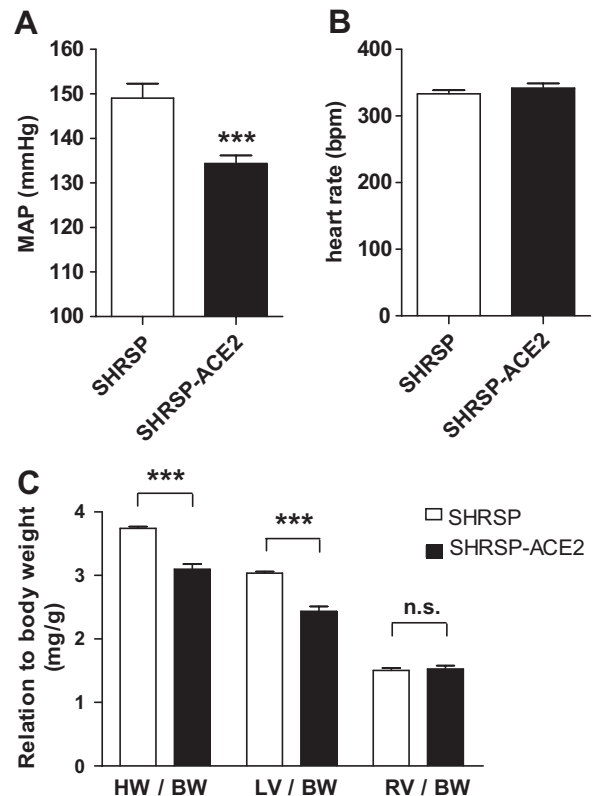 A
MAP (mmHg)
160
150
140
130
120
110
100
***
SHRSP
SHRSP-ACE2
B
heart rate (bpm)
400
300
200
100
0
SHRSP
SHRSP-ACE2
C
Relation to body weight
(mg/g)
4
3
2
1
0
***
***
n.s.
SHRSP
SHRSP-ACE2
HW / BW
LV / BW
RV / BW